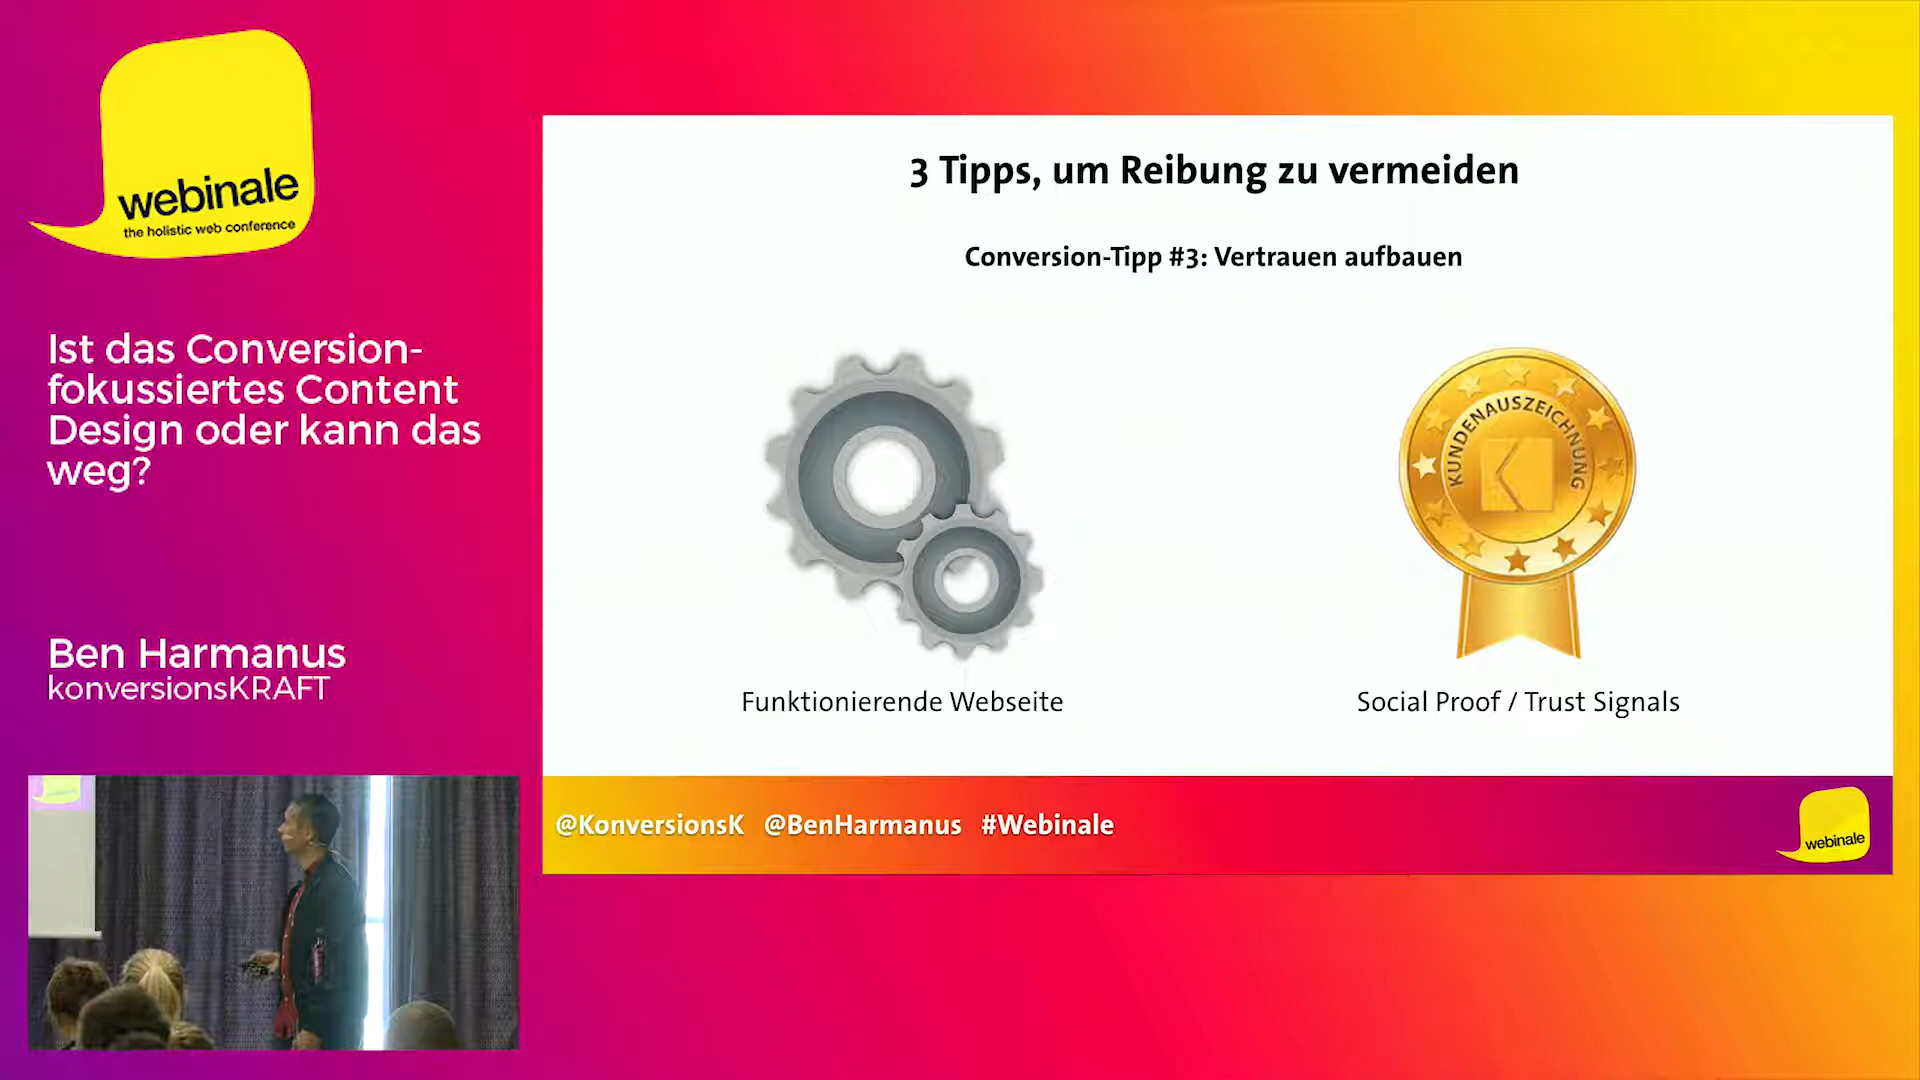 webinale
the holistic web conference
Ist das Conversion-
fokussiertes Content
Design oder kann das
weg?
Ben Harmanus
konversionsKRAFT
3 Tipps, um Reibung zu vermeiden
Conversion-Tipp #3: Vertrauen aufbauen
KUNDENAUSZEICHNUNG
Funktionierende Webseite
Social Proof / Trust Signals
@KonversionsK @BenHarmanus #Webinale
webinale